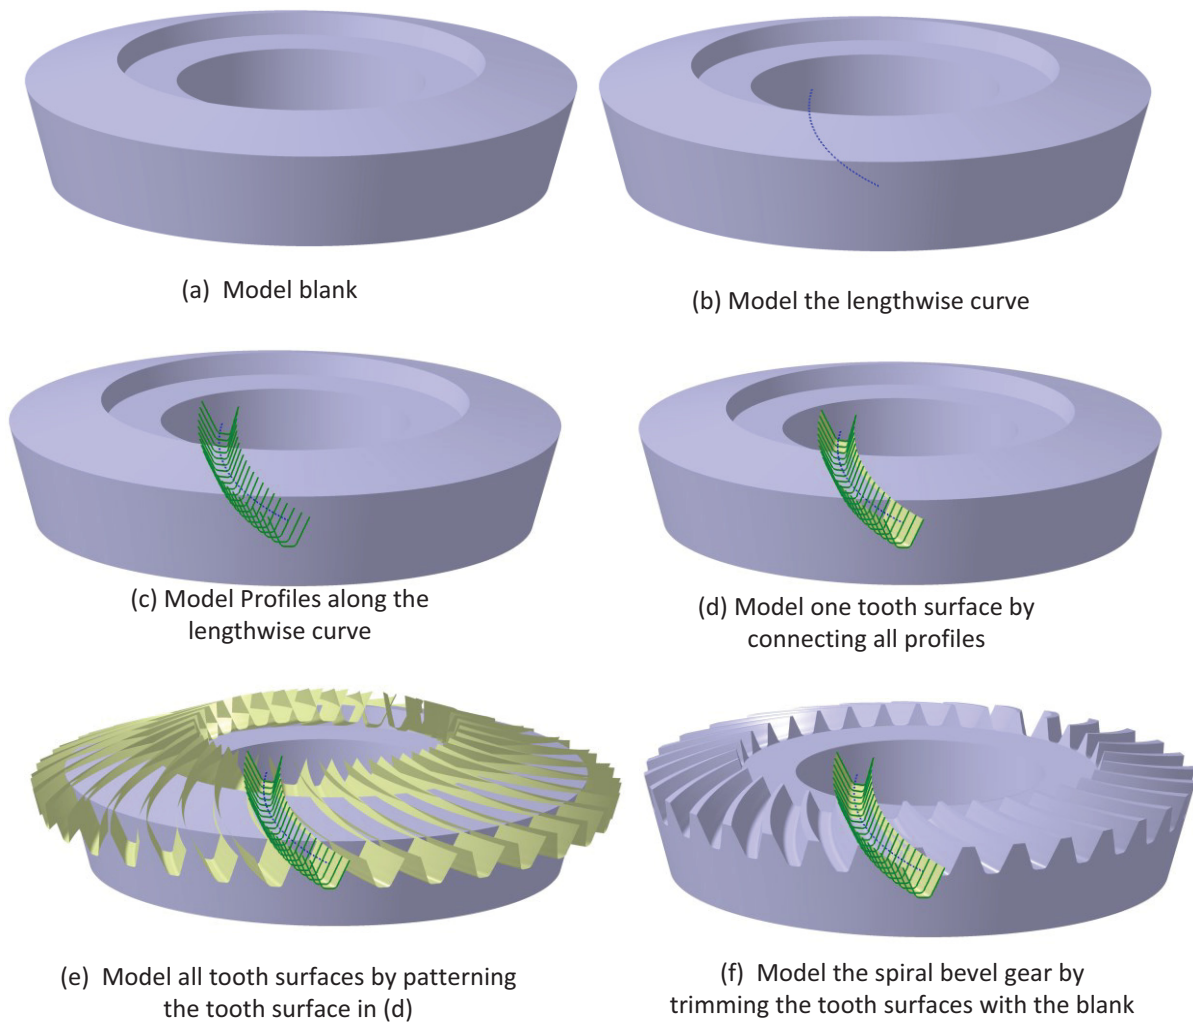 (a) Model blank
(b) Model the lengthwise curve
(c) Model Profiles along the
lengthwise curve
(d) Model one tooth surface by
connecting all profiles
(e) Model all tooth surfaces by patterning
the tooth surface in (d)
(f) Model the spiral bevel gear by
trimming the tooth surfaces with the blank